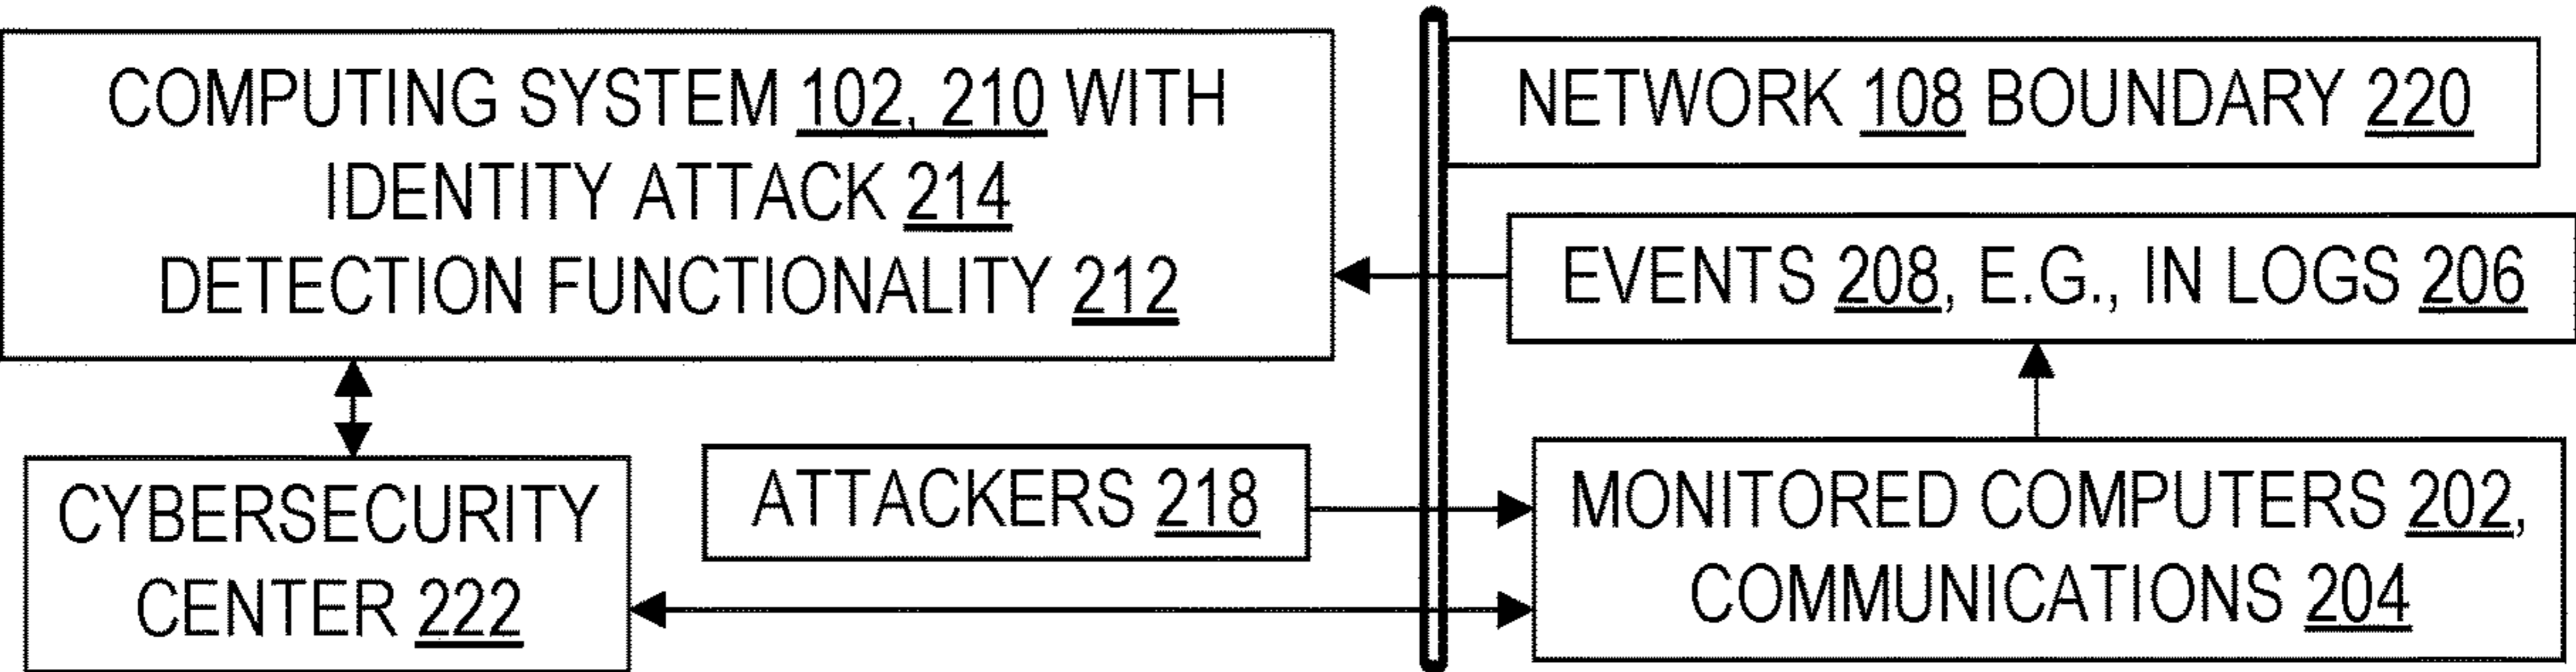 COMPUTING SYSTEM 102, 210 WITH
IDENTITY ATTACK 214
DETECTION FUNCTIONALITY 212
NETWORK 108 BOUNDARY 220
EVENTS 208, E.G., IN LOGS 206
CYBERSECURITY
CENTER 222
ATTACKERS 218
MONITORED COMPUTERS 202,
COMMUNICATIONS 204